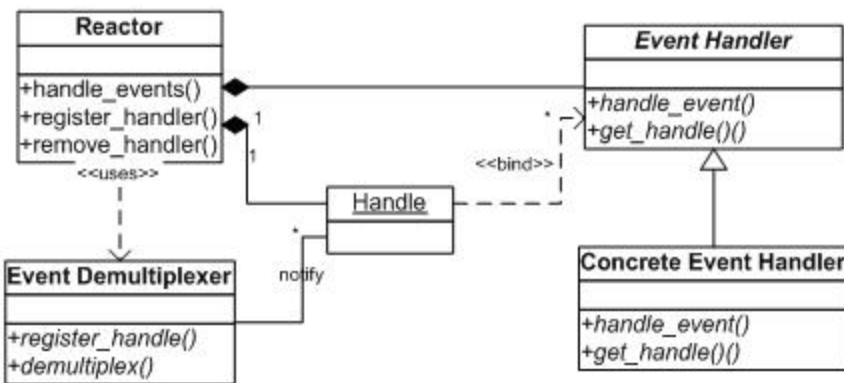 Reactor
+handle_events()
+register_handler()
+remove_handler()
<<uses>>
1
1
Event Handler
+handle_event()
+get_handle()()
*
<<bind>>
Handle
*
notify
Event Demultiplexer
+register_handle()
+demultiplex()
Concrete Event Handler
+handle_event()
+get_handle()()